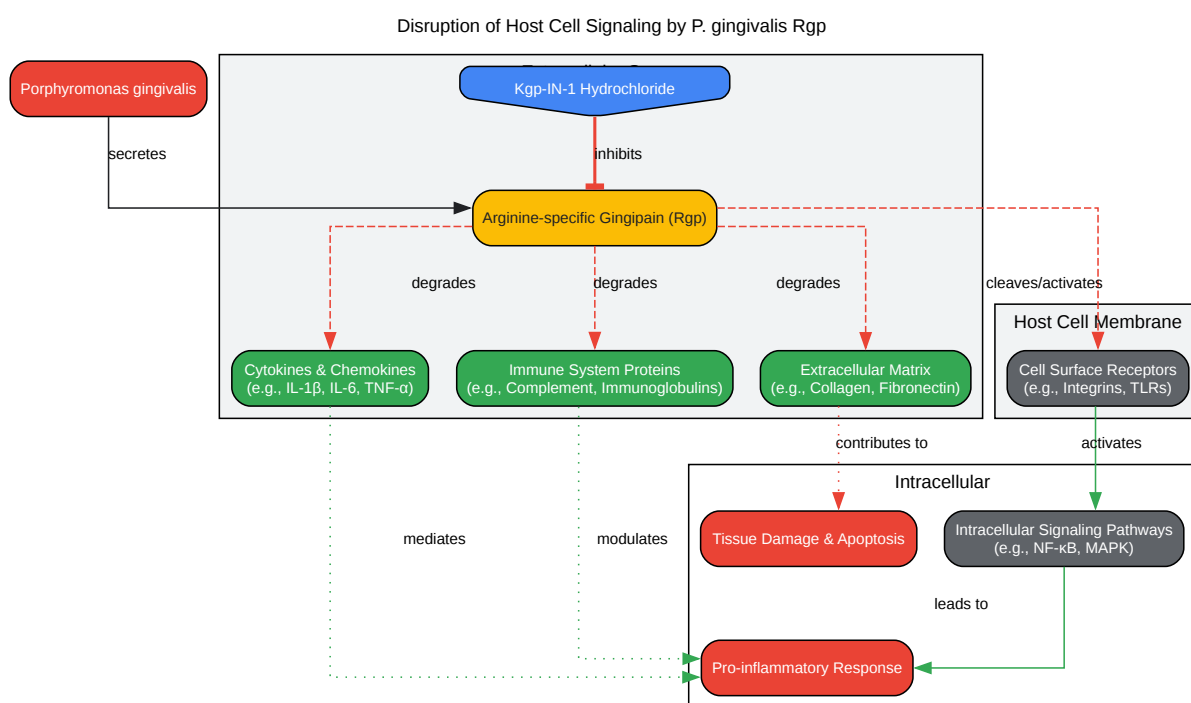 Disruption of Host Cell Signaling by P. gingivalis Rgp
Porphyromonas gingivalis
Kgp-IN-1 Hydrochloride
secretes
inhibits
Arginine-specific Gingipain (Rgp)
degrades
degrades
degrades
cleaves/activates
Host Cell Membrane
Cytokines & Chemokines
(e.g., IL-1β, IL-6, TNF-α)
Immune System Proteins
(e.g., Complement, Immunoglobulins)
Extracellular Matrix
(e.g., Collagen, Fibronectin)
Cell Surface Receptors
(e.g., Integrins, TLRs)
contributes to
activates
Intracellular
mediates
modulates
Tissue Damage & Apoptosis
Intracellular Signaling Pathways
(e.g., NF-κB, MAPK)
leads to
Pro-inflammatory Response